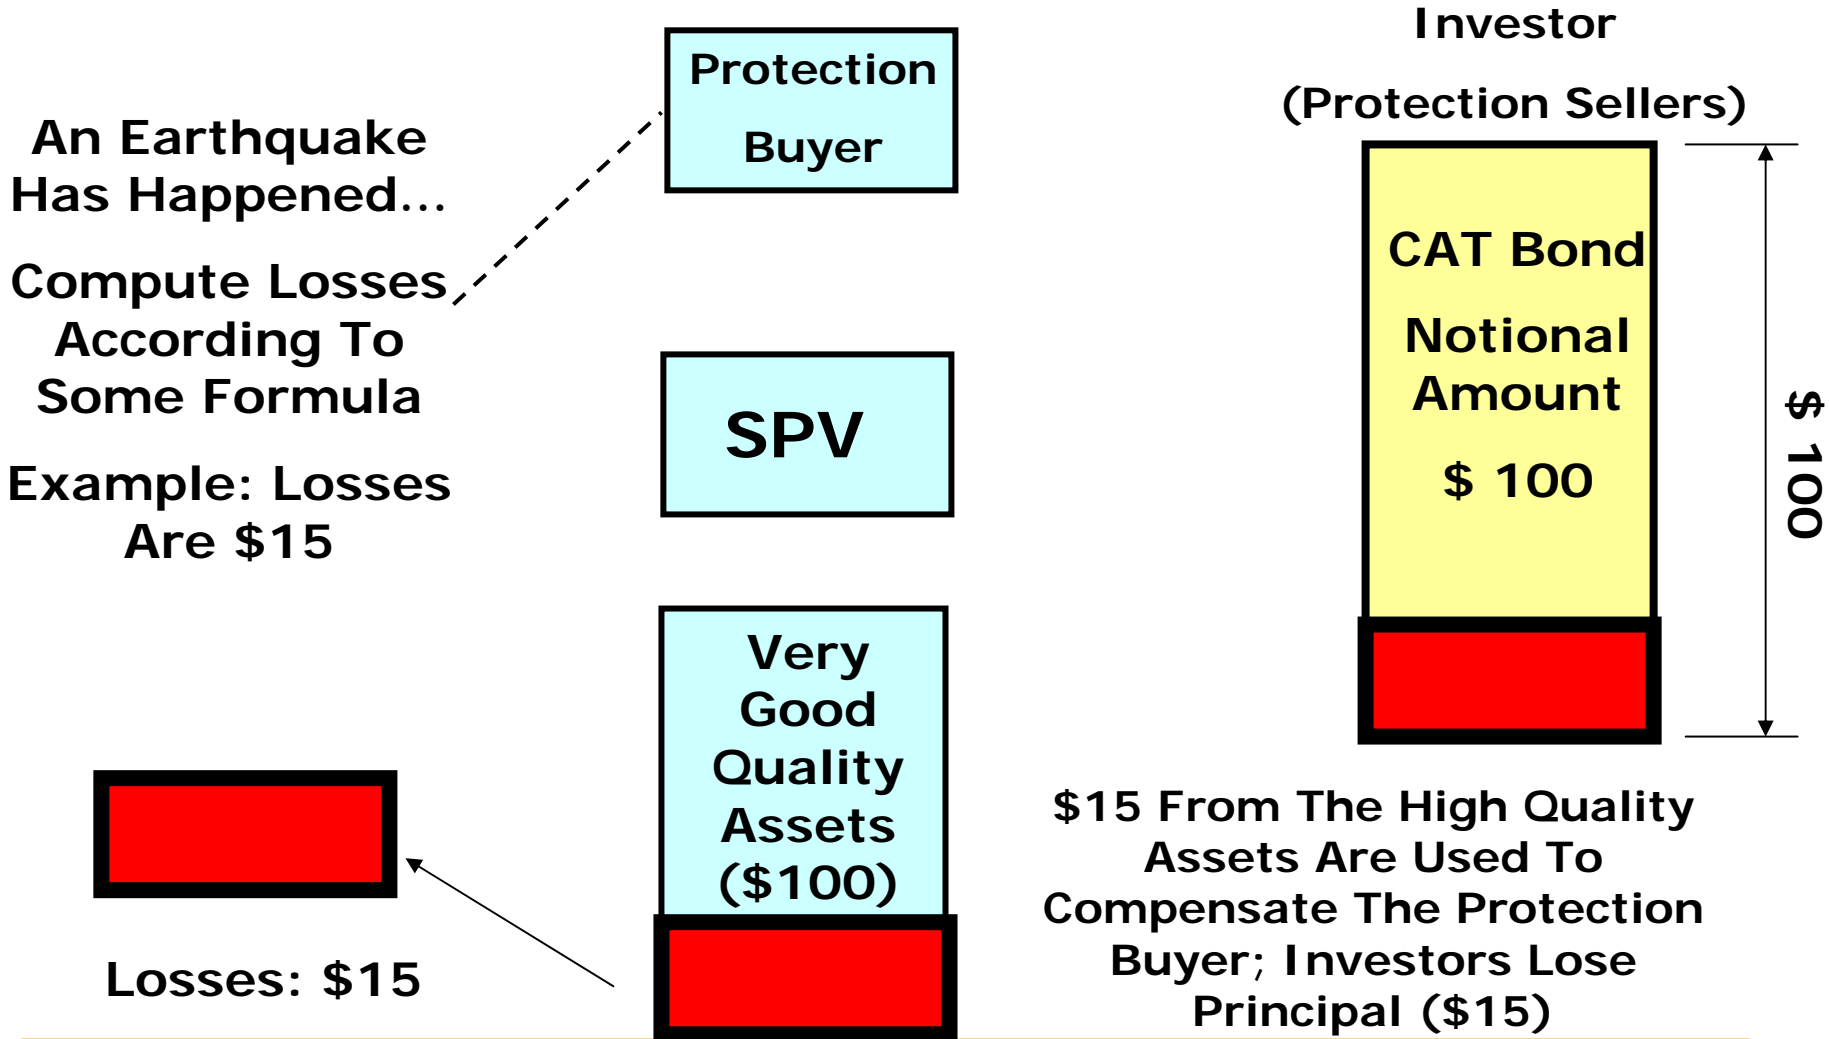 An Earthquake
Has Happened...
Compute Losses
According To
Some Formula
Example: Losses
Are $15
Losses: $15
Protection
Buyer
SPV
Very
Good
Quality
Assets
($100)
Investor
(Protection Sellers)
CAT Bond
Notional
Amount
$ 100
$ 100
$15 From The High Quality
Assets Are Used To
Compensate The Protection
Buyer; Investors Lose
Principal ($15)